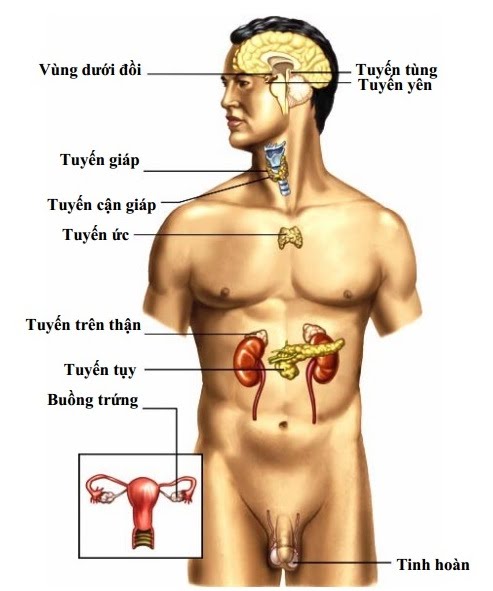 Vùng dưới đồi
Tuyến tùng
Tuyến yên
Tuyến giáp
Tuyến cận giáp
Tuyến ức
Tuyến trên thận
Tuyến tụy
Buồng trứng
Tinh hoàn